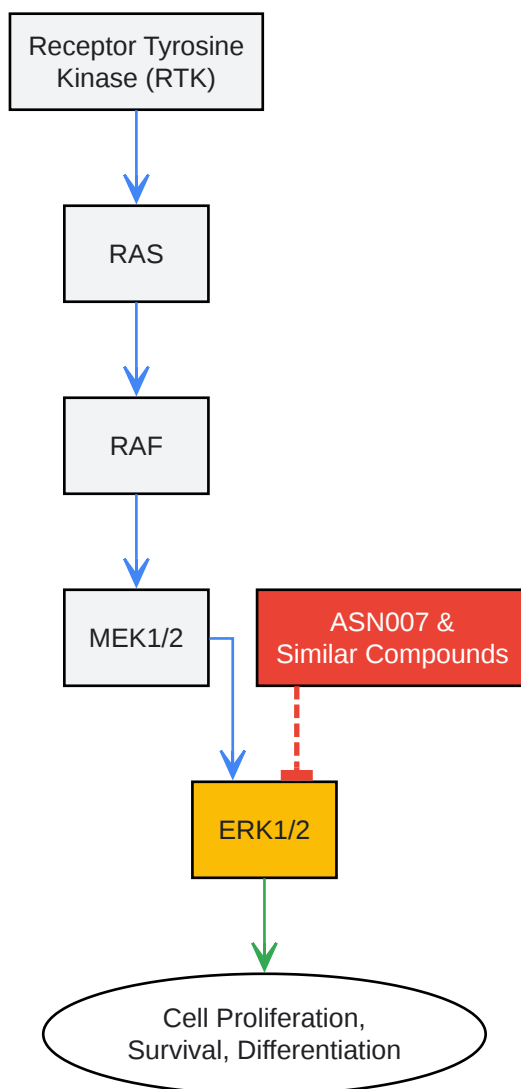 Receptor Tyrosine
Kinase (RTK)
RAS
RAF
MEK1/2
ASN007 &
Similar Compounds
ERK1/2
Cell Proliferation,
Survival, Differentiation